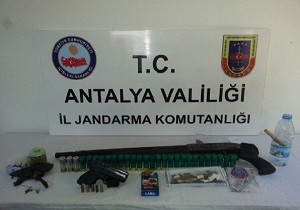 T.C.
ANTALYA VALİLİĞİ
İL JANDARMA KOMUTANLIĞI